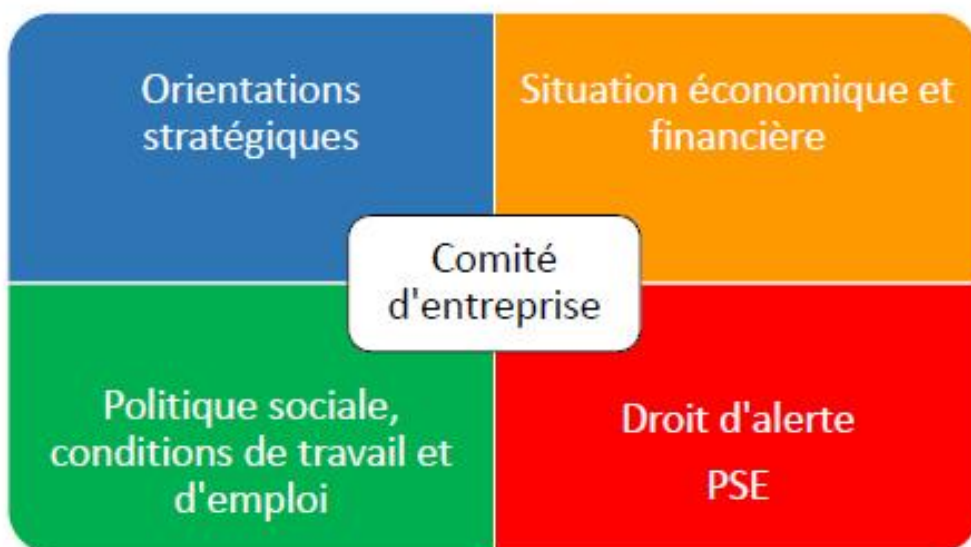 Orientations
stratégiques
Situation économique et
financière
Comité
d'entreprise
Politique sociale,
conditions de travail et
d'emploi
Droit d'alerte
PSE